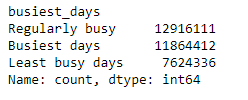 busiest_days
Regularly busy     12916111
Busiest days       11864412
Least busy days     7624336
Name: count, dtype: int64